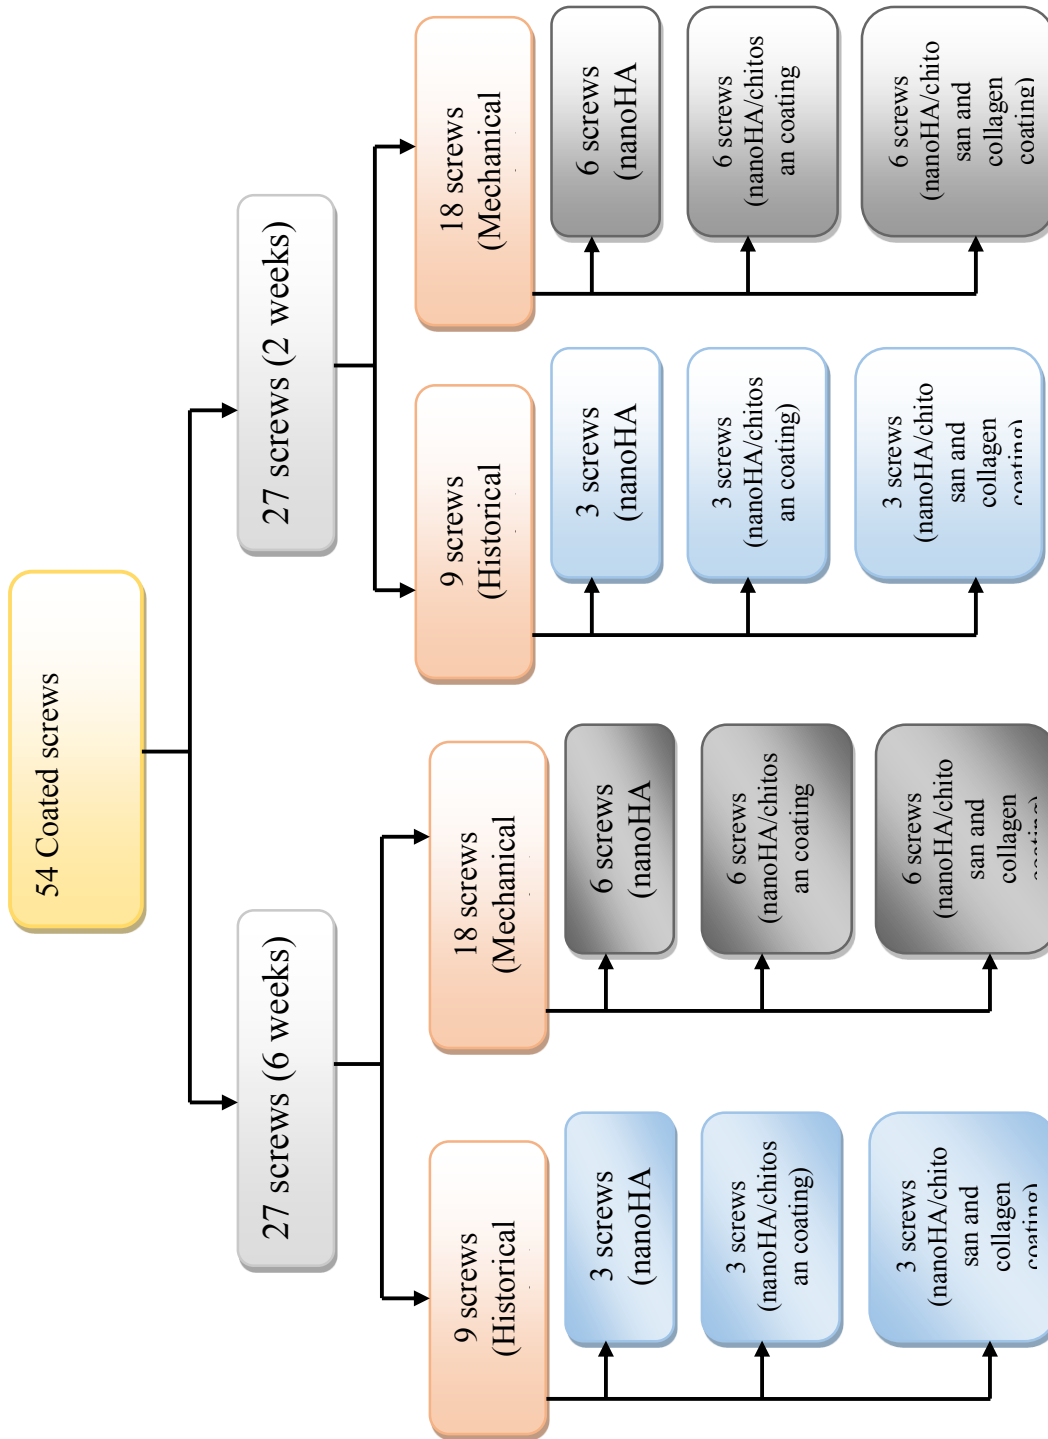 54 Coated screws
27 screws (6 weeks)
27 screws (2 weeks)
9 screws
(Historical
18 screws
(Mechanical
9 screws
(Historical
18 screws
(Mechanical
3 screws
(nanoHA
6 screws
(nanoHA
3 screws
(nanoHA
6 screws
(nanoHA
3 screws
(nanoHA/chitos
an coating)
6 screws
(nanoHA/chitos
an coating
3 screws
(nanoHA/chitos
an coating)
6 screws
(nanoHA/chitos
an coating
3 screws
(nanoHA/chito
san and
collagen
coating)
6 screws
(nanoHA/chito
san and
collagen
3 screws
(nanoHA/chito
san and
collagen
coating)
6 screws
(nanoHA/chito
san and
collagen
coating)